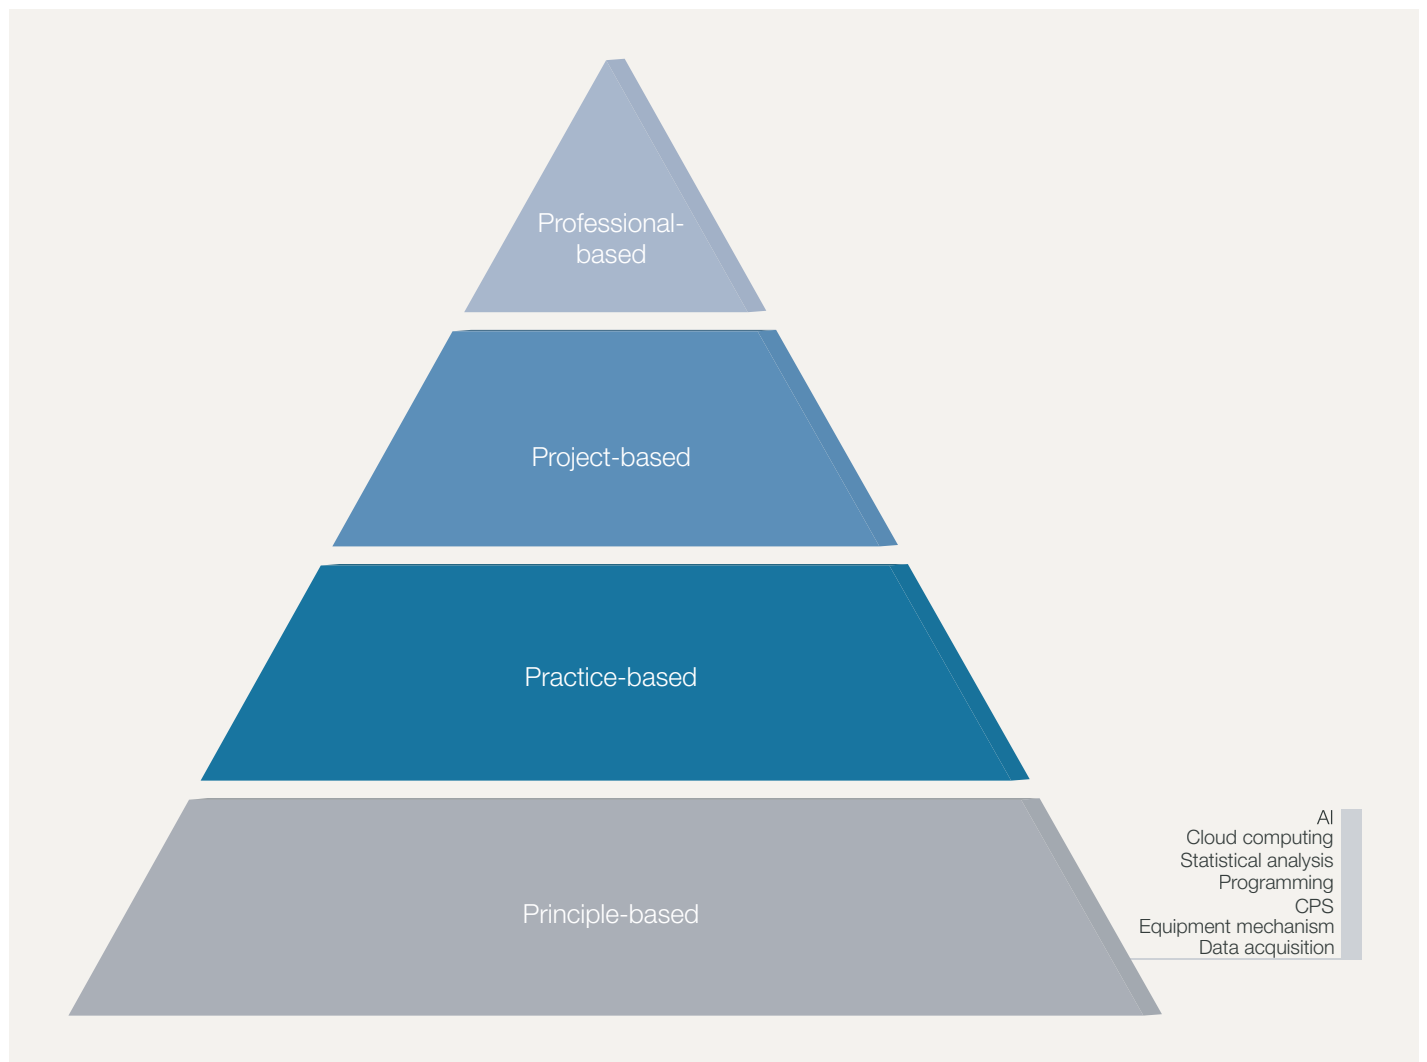 Professional-
based
Project-based
Practice-based
Principle-based
AI
Cloud computing
Statistical analysis
Programming
CPS
Equipment mechanism
Data acquisition